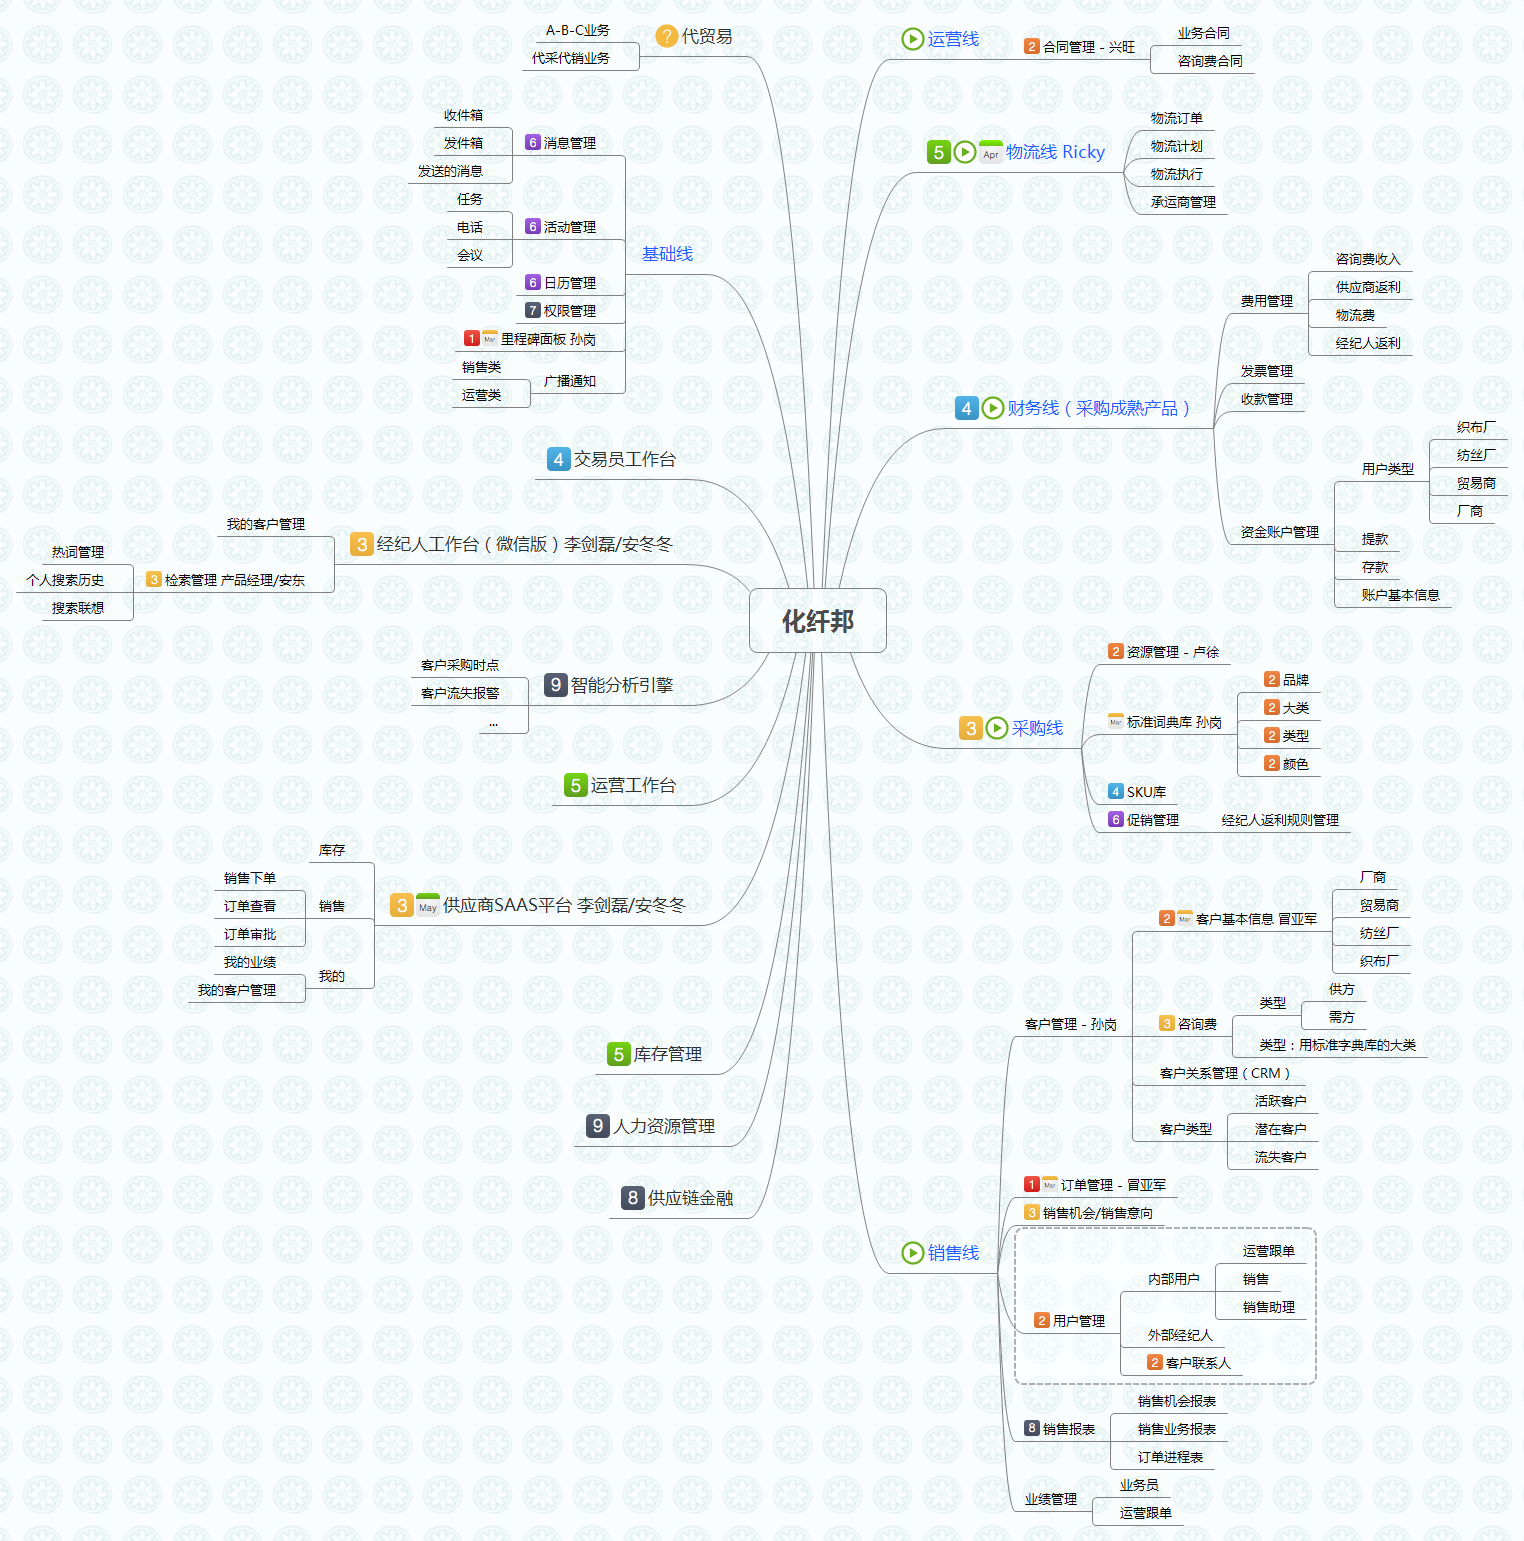 化纤邦
? 代贸易
A-B-C业务
代采代销业务
基础线
6 消息管理
收件箱
发件箱
发送的消息
6 活动管理
任务
电话
会议
6 日历管理
7 权限管理
1 Mar 里程碑面板 孙岗
广播通知
销售类
运营类
4 交易员工作台
3 经纪人工作台（微信版）李剑磊/安冬冬
我的客户管理
3 检索管理 产品经理/安东
热词管理
个人搜索历史
搜索联想
9 智能分析引擎
客户采购时点
客户流失报警
...
5 运营工作台
3 May 供应商SAAS平台 李剑磊/安冬冬
库存
销售
销售下单
订单查看
订单审批
我的
我的业绩
我的客户管理
5 库存管理
9 人力资源管理
8 供应链金融
运营线
2 合同管理 - 兴旺
业务合同
咨询费合同
5 Apr 物流线 Ricky
物流订单
物流计划
物流执行
承运商管理
4 财务线（采购成熟产品）
费用管理
咨询费收入
供应商返利
物流费
经纪人返利
发票管理
收款管理
资金账户管理
用户类型
织布厂
纺丝厂
贸易商
厂商
提款
存款
账户基本信息
3 采购线
2 资源管理 - 卢徐
Mar 标准词典库 孙岗
2 品牌
2 大类
2 类型
2 颜色
4 SKU库
6 促销管理
经纪人返利规则管理
销售线
客户管理 - 孙岗
2 Mar 客户基本信息 冒亚军
厂商
贸易商
纺丝厂
织布厂
3 咨询费
类型
供方
需方
类型：用标准字典库的大类
客户关系管理（CRM）
客户类型
活跃客户
潜在客户
流失客户
1 Mar 订单管理 - 冒亚军
3 销售机会/销售意向
2 用户管理
内部用户
运营跟单
销售
销售助理
外部经纪人
2 客户联系人
8 销售报表
销售机会报表
销售业务报表
订单进程表
业绩管理
业务员
运营跟单